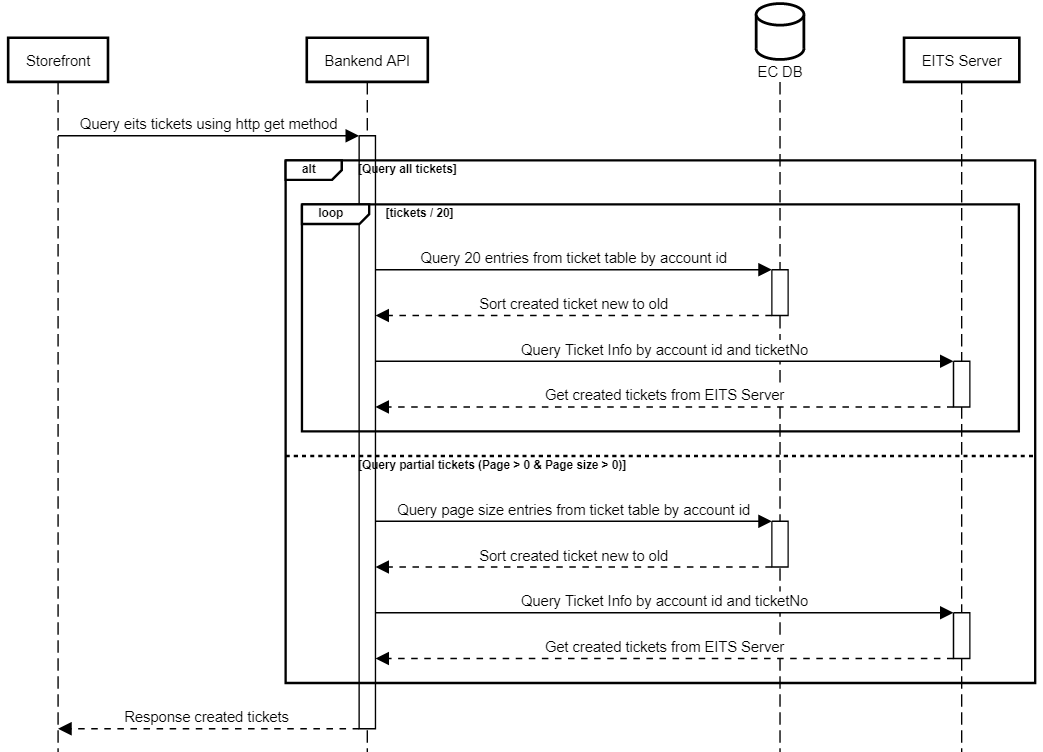 Storefront
Bankend API
EC DB
EITS Server
Query eits tickets using http get method
alt
[Query all tickets]
loop
[tickets / 20]
Query 20 entries from ticket table by account id
Sort created ticket new to old
Query Ticket Info by account id and ticketNo
Get created tickets from EITS Server
[Query partial tickets (Page > 0 & Page size > 0)]
Query page size entries from ticket table by account id
Sort created ticket new to old
Query Ticket Info by account id and ticketNo
Get created tickets from EITS Server
Response created tickets